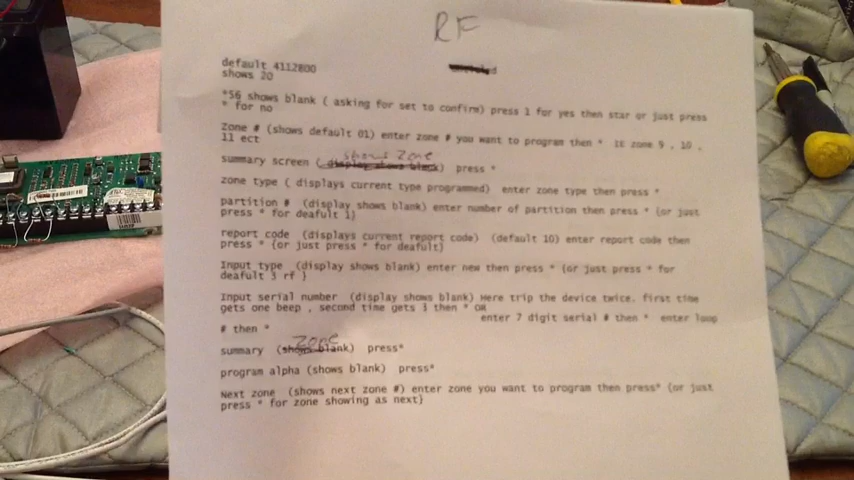 RF
default 4112800
shows 20
*56 shows blank ( asking for set to confirm) press 1 for yes then star or just press
* for no
Zone # (shows default 01) enter zone # you want to program then * IE zone 9 , 10 ,
11 ect
shows zone
summary screen (display shows blank) press *
zone type ( displays current type programmed) enter zone type then press *
partition # (display shows blank) enter number of partition then press * {or just
press * for deafult 1}
report code (displays current report code) (default 10) enter report code then
press * {or just press * for deafult}
Input type (display shows blank) enter new then press * {or just press * for
deafult 3 rf }
Input serial number (display shows blank) Here trip the device twice. first time
gets one beep , second time gets 3 then * OR
enter 7 digit serial # then * enter loop
# then *
zone
summary (shows blank) press*
program alpha (shows blank) press*
Next zone (shows next zone #) enter zone you want to program then press* {or just
press * for zone showing as next}